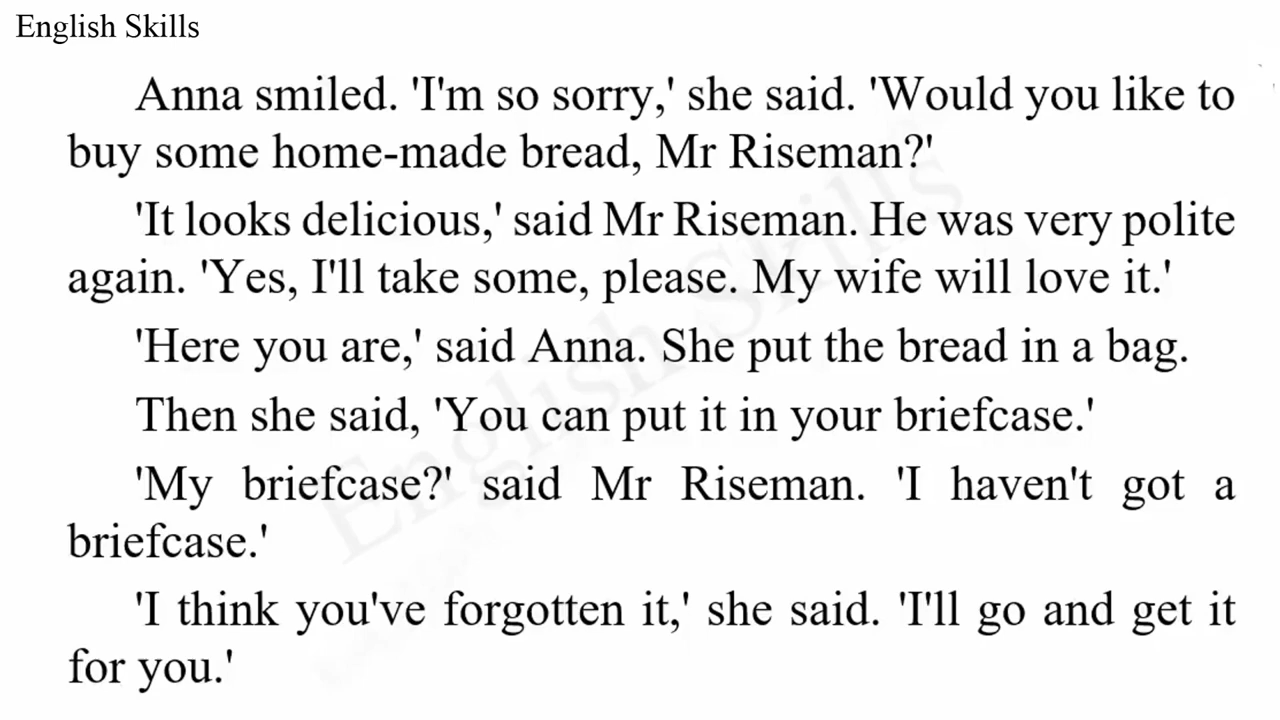 English Skills
Anna smiled. 'I'm so sorry,' she said. 'Would you like to
buy some home-made bread, Mr Riseman?'
'It looks delicious,' said Mr Riseman. He was very polite
again. 'Yes, I'll take some, please. My wife will love it.'
'Here you are,' said Anna. She put the bread in a bag.
Then she said, 'You can put it in your briefcase.'
'My briefcase?' said Mr Riseman. 'I haven't got a
briefcase.'
'I think you've forgotten it,' she said. 'I'll go and get it
for you.'
English Skills